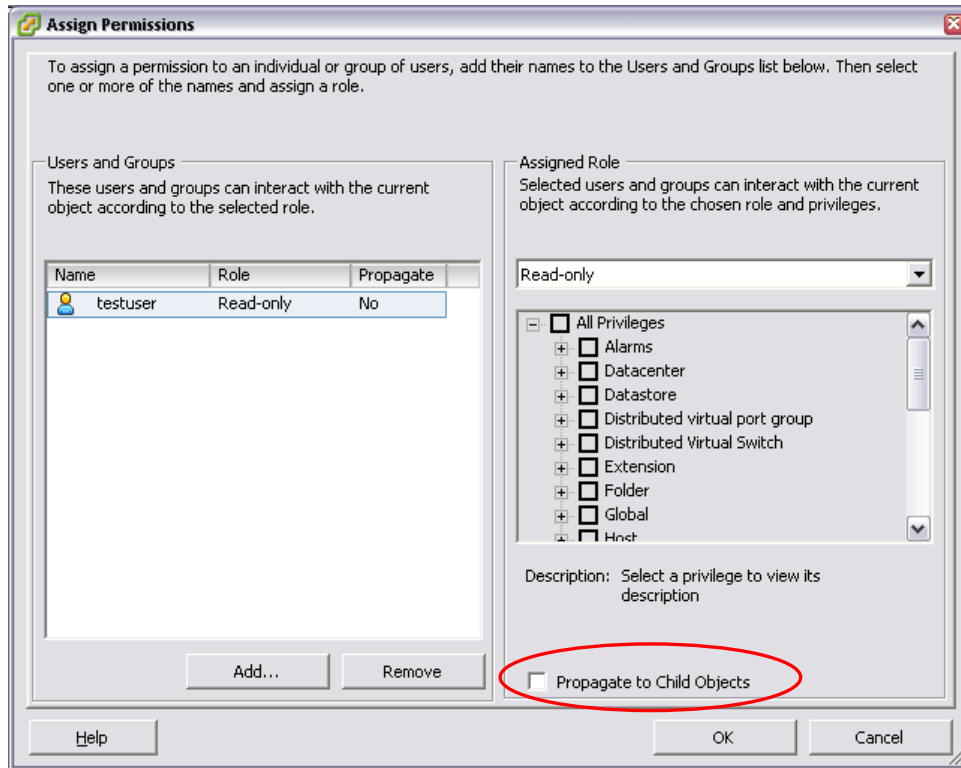 Assign Permissions
To assign a permission to an individual or group of users, add their names to the Users and Groups list below. Then select
one or more of the names and assign a role.
Users and Groups
These users and groups can interact with the current
object according to the selected role.
Name Role Propagate
testuser Read-only No
Add...
Remove
Assigned Role
Selected users and groups can interact with the current
object according to the chosen role and privileges.
Read-only
All Privileges
Alarms
Datacenter
Datastore
Distributed virtual port group
Distributed Virtual Switch
Extension
Folder
Global
Host
Description: Select a privilege to view its
description
Propagate to Child Objects
Help
OK
Cancel